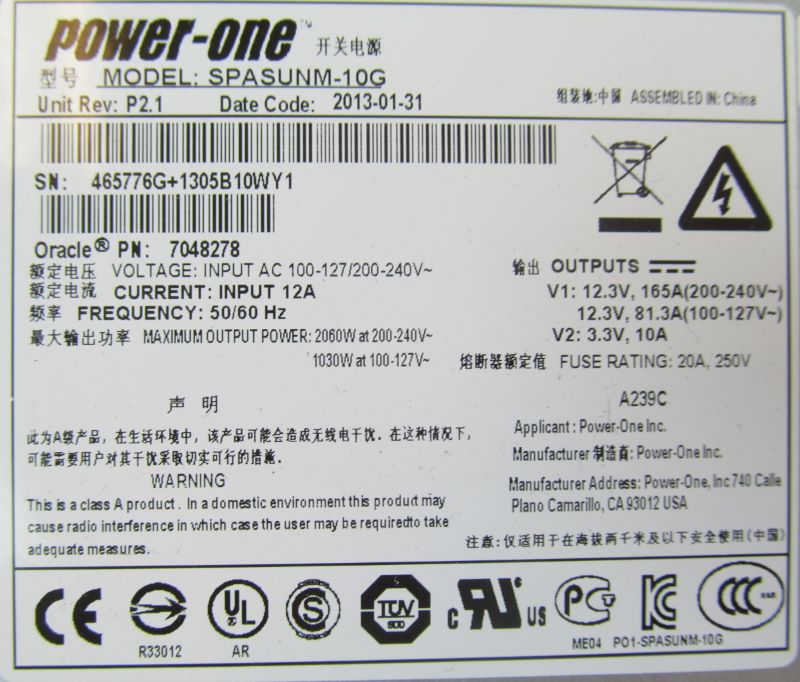 power-one™ 开关电源
型号 MODEL: SPASUNM-10G
Unit Rev: P2.1 Date Code: 2013-01-31
组装地:中国 ASSEMBLED IN: China
SN: 465776G+1305B10WY1
Oracle® PN: 7048278
额定电压 VOLTAGE: INPUT AC 100-127/200-240V~
额定电流 CURRENT: INPUT 12A
频率 FREQUENCY: 50/60 Hz
最大输出功率 MAXIMUM OUTPUT POWER: 2060W at 200-240V~
1030W at 100-127V~
输出 OUTPUTS
V1: 12.3V, 165A(200-240V~)
12.3V, 81.3A(100-127V~)
V2: 3.3V, 10A
熔断器额定值 FUSE RATING: 20A, 250V
声 明
此为A级产品，在生活环境中，该产品可能会造成无线电干扰．在这种情况下，
可能需要用户对其干扰采取切实可行的措施．
WARNING
This is a class A product. In a domestic environment this product may
cause radio interference in which case the user may be requiredto take
adequate measures.
A239C
Applicant: Power-One Inc.
Manufacturer 制造商: Power-One Inc.
Manufacturer Address: Power-One, Inc 740 Calle
Plano Camarillo, CA 93012 USA
注意:仅适用于在海拔两千米及以下安全使用(中国)
CE
R33012
UL
AR
S
TUV
c RU US
PCT
ME04
KC
PO1-SPASUNM-10G
CCC